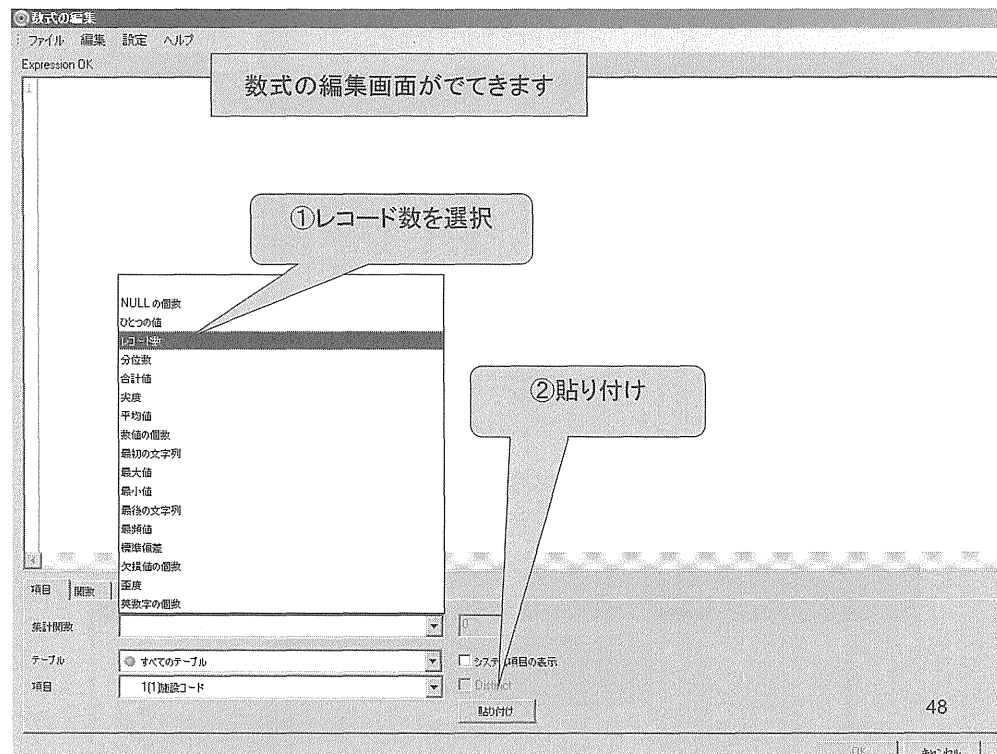 数式の編集
ファイル 編集 設定 ヘルプ
Expression OK
1
数式の編集画面がでてきます
①レコード数を選択
NULL の個数
ひとつの値
レコード数
分位数
合計値
尖度
平均値
数値の個数
最初の文字列
最大値
最小値
最後の文字列
最頻値
標準偏差
欠損値の個数
歪度
英数字の個数
②貼り付け
項目 関数
集計関数 0
テーブル すべてのテーブル システム項目の表示
項目 1(1)施設コード Distinct
貼り付け
48
OK キャンセル